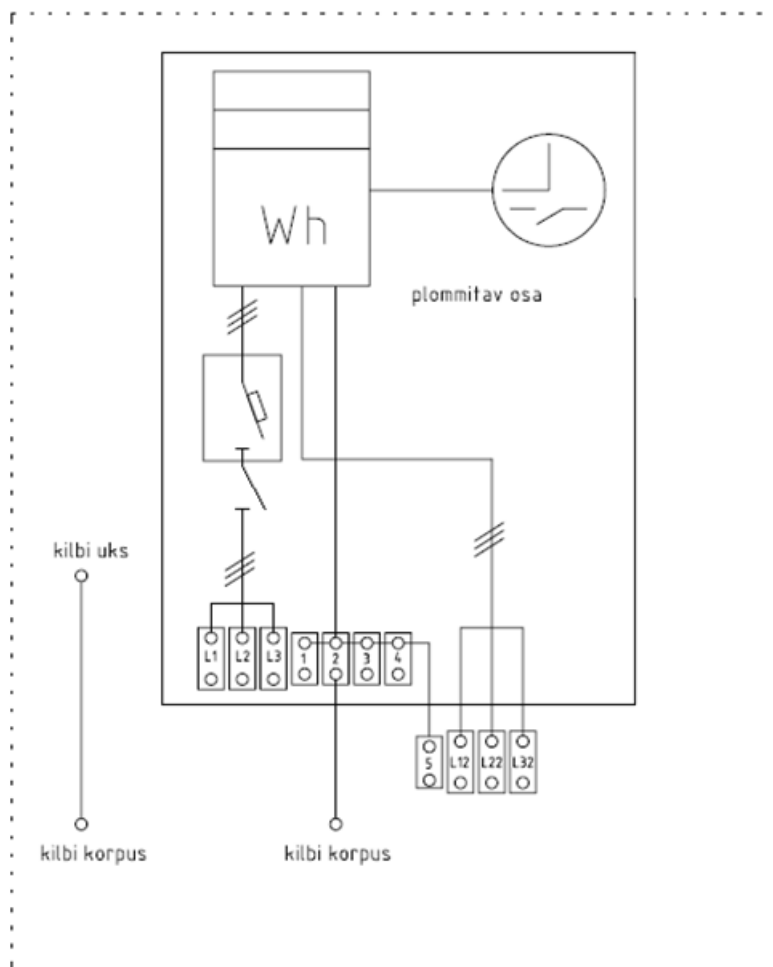 Wh
plommitav osa
kilbi uks
L1 L2 L3 1 2 3 4
5 L12 L22 L32
kilbi korpus kilbi korpus